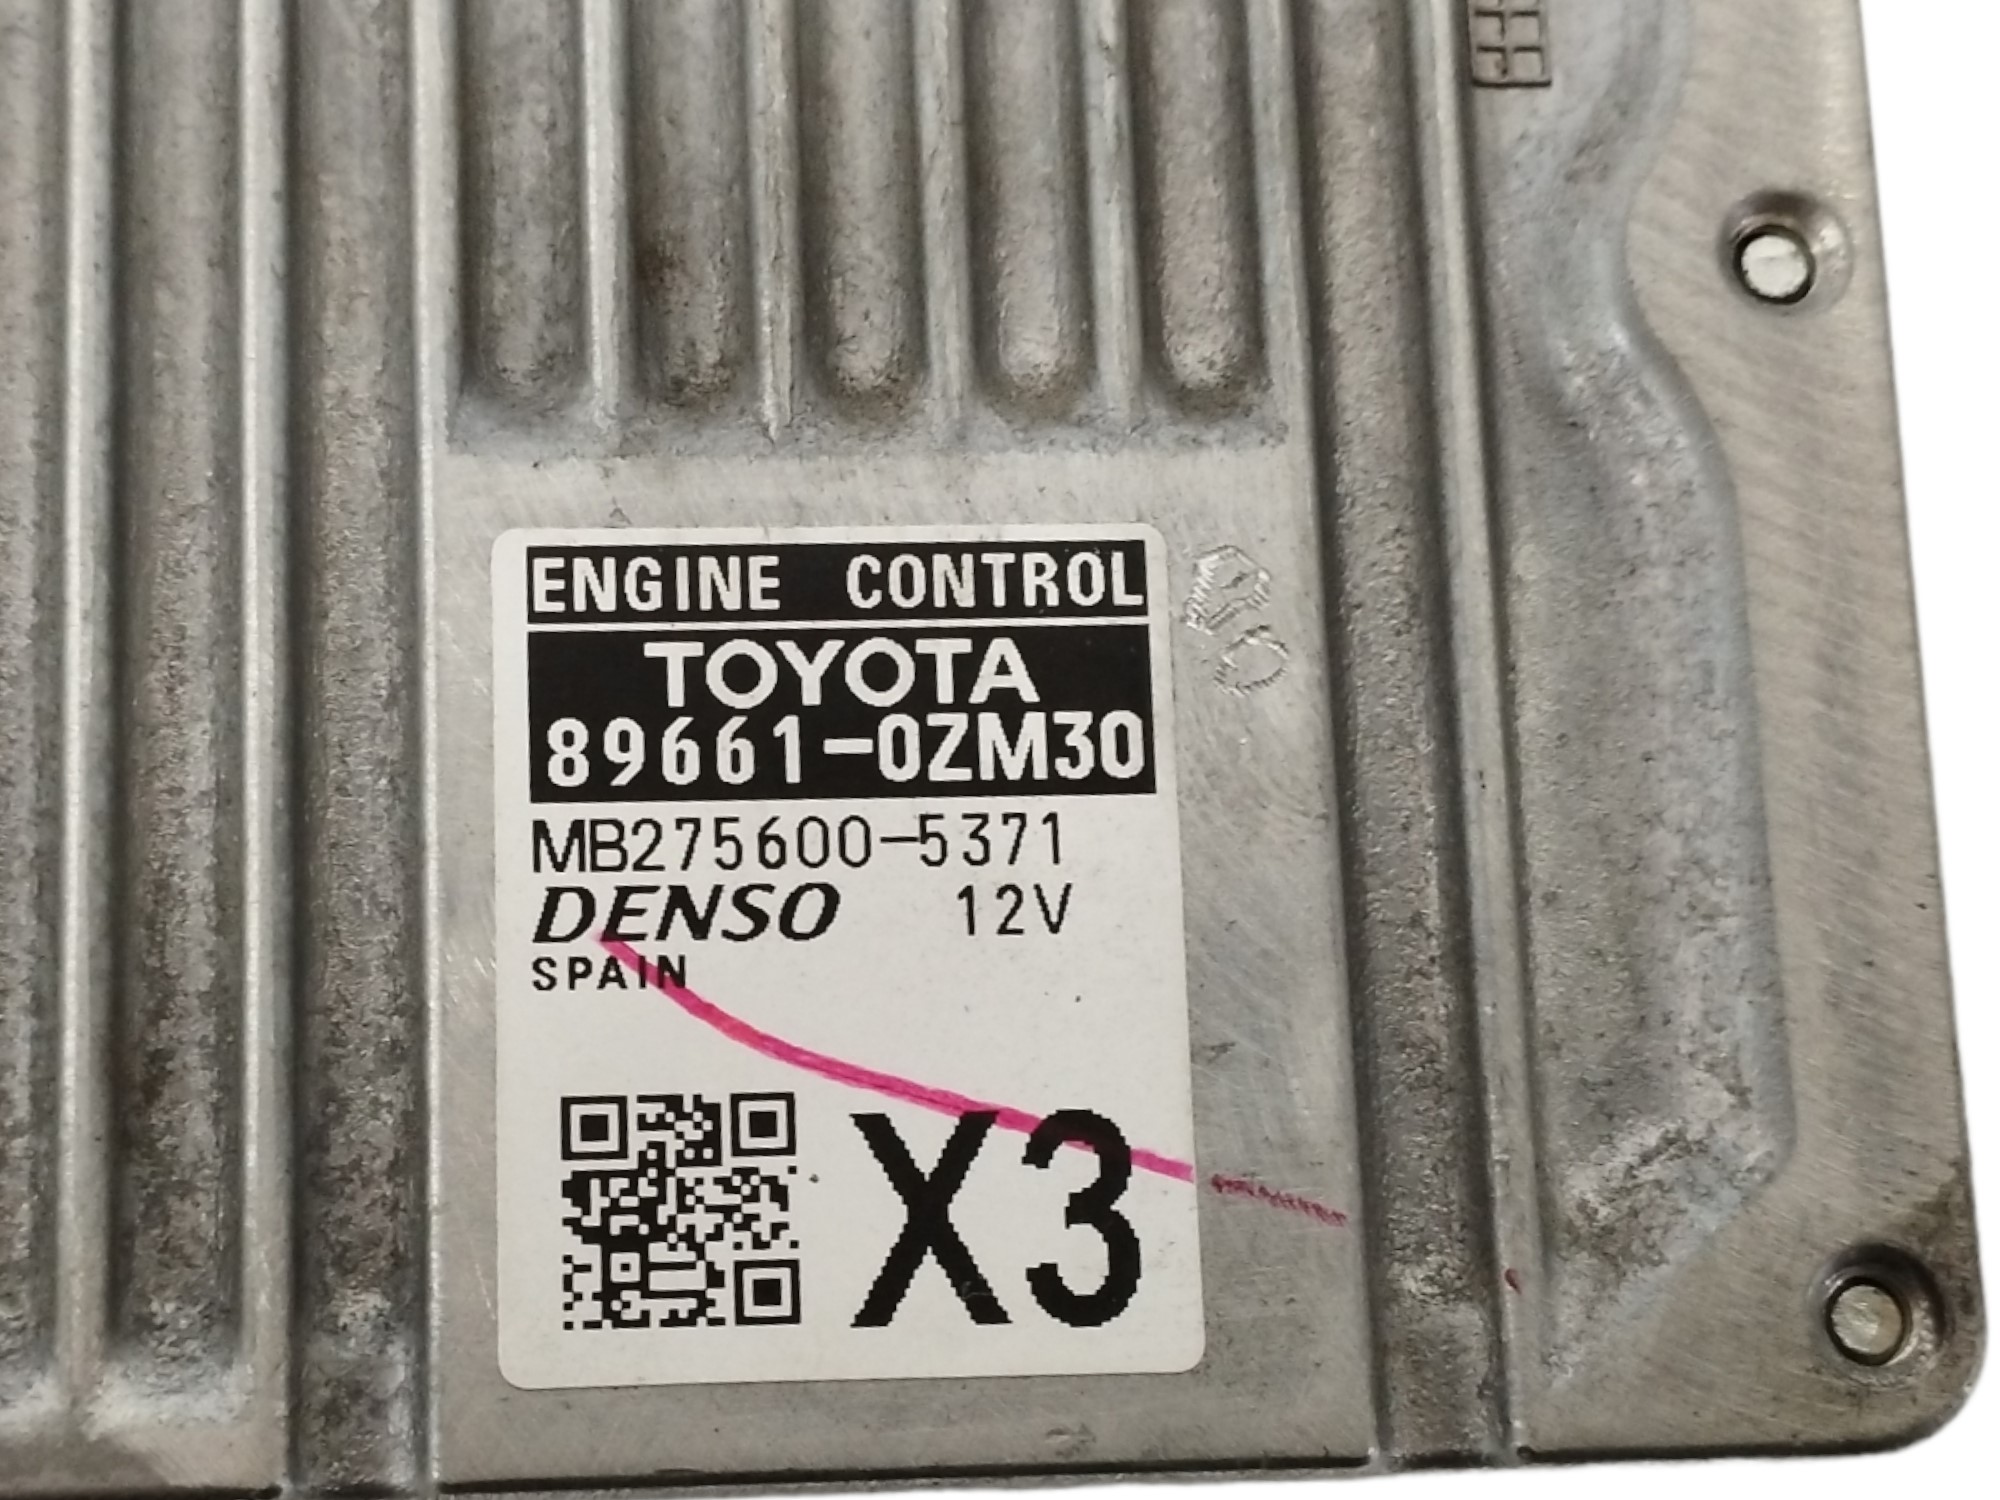 ENGINE CONTROL
TOYOTA
89661-0ZM30
MB275600-5371
DENSO 12V
SPAIN
X3